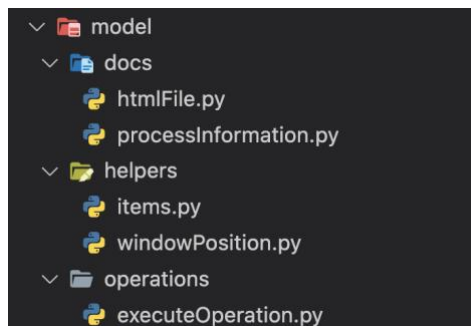 model
docs
htmlFile.py
processInformation.py
helpers
items.py
windowPosition.py
operations
executeOperation.py